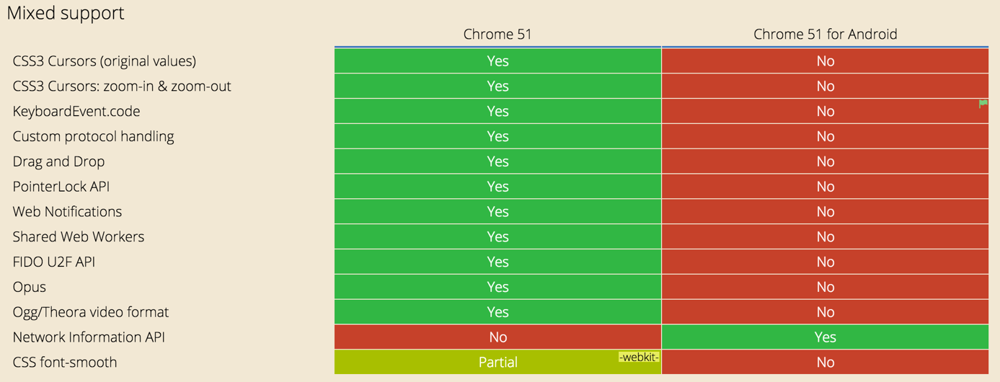 Mixed support
Chrome 51 Chrome 51 for Android
CSS3 Cursors (original values) Yes No
CSS3 Cursors: zoom-in & zoom-out Yes No
KeyboardEvent.code Yes No
Custom protocol handling Yes No
Drag and Drop Yes No
PointerLock API Yes No
Web Notifications Yes No
Shared Web Workers Yes No
FIDO U2F API Yes No
Opus Yes No
Ogg/Theora video format Yes No
Network Information API No Yes
CSS font-smooth Partial -webkit- No